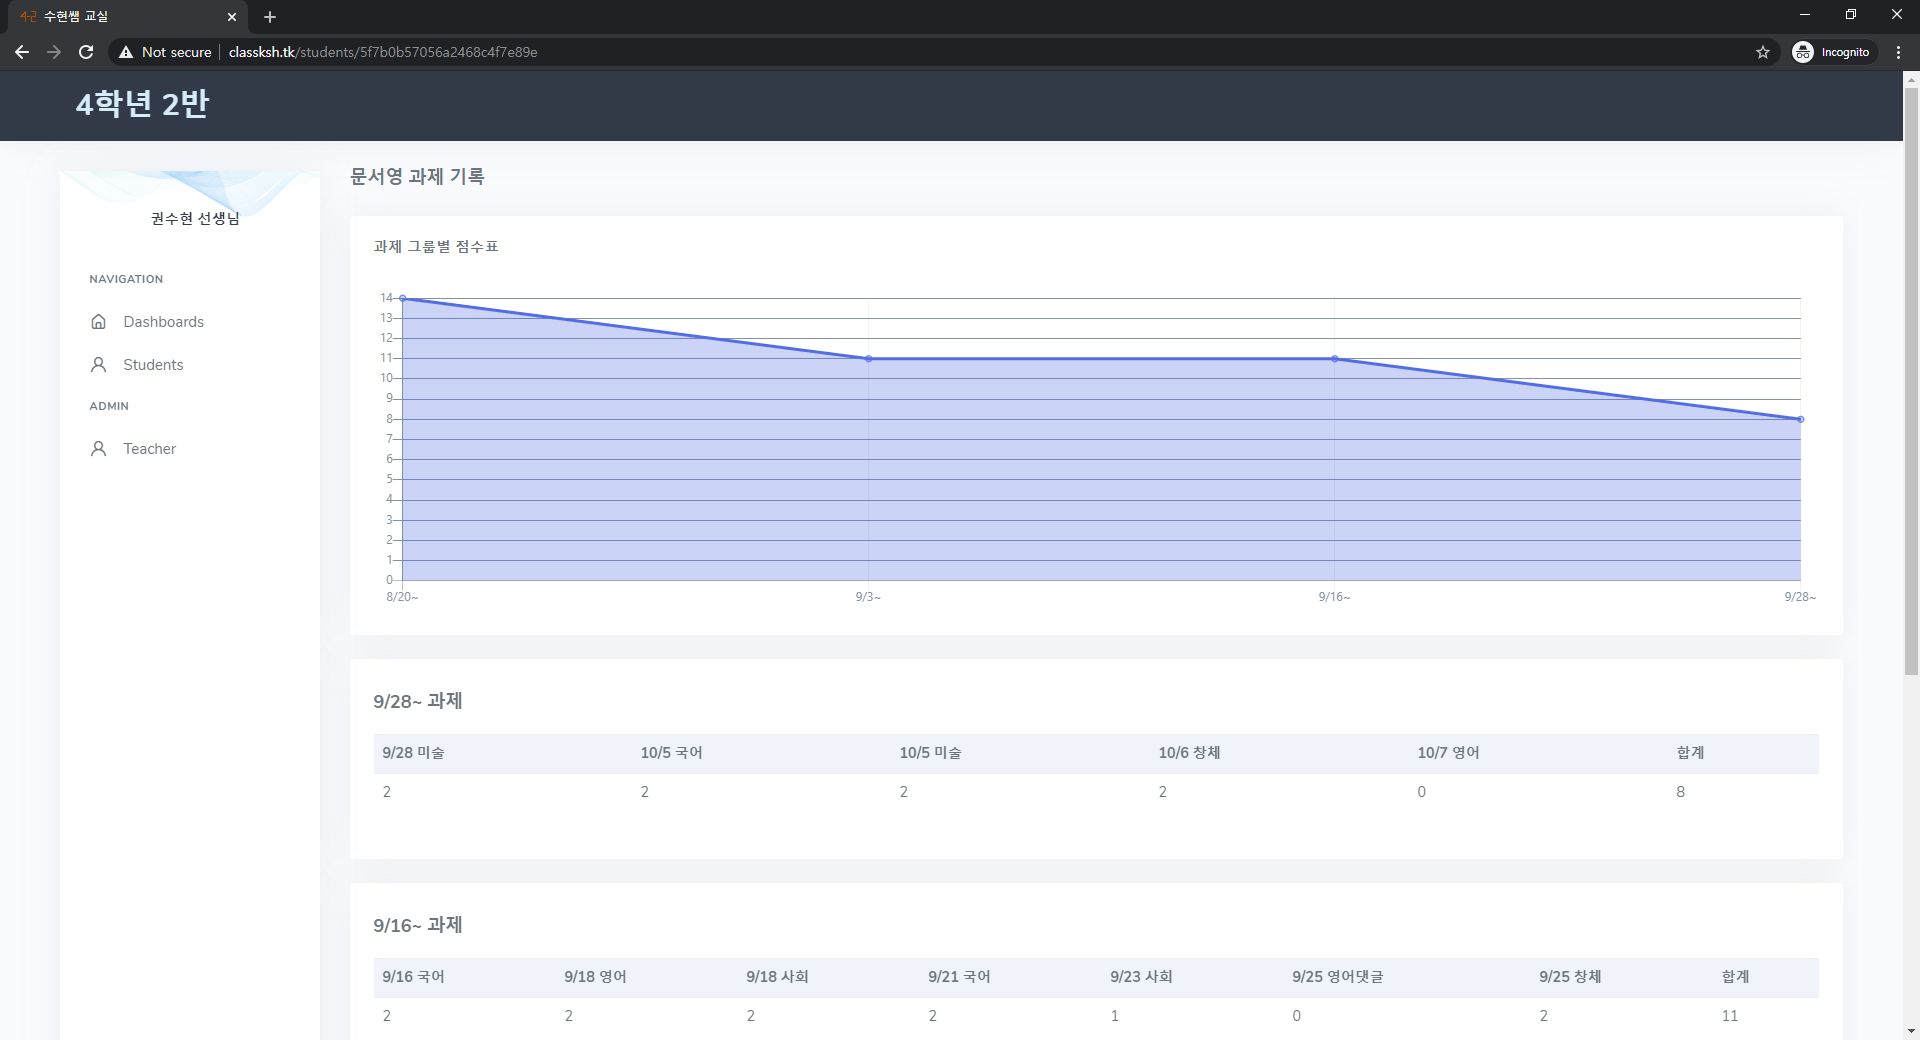 4-2 수현쌤 교실
Not secure classksh.tk/students/5f7b0b57056a2468c4f7e89e
Incognito
4학년 2반
권수현 선생님
NAVIGATION
Dashboards
Students
ADMIN
Teacher
문서영 과제 기록
과제 그룹별 점수표
14
13
12
11
10
9
8
7
6
5
4
3
2
1
0
8/20~ 9/3~ 9/16~ 9/28~
9/28~ 과제
9/28 미술 10/5 국어 10/5 미술 10/6 창체 10/7 영어 합계
2 2 2 2 0 8
9/16~ 과제
9/16 국어 9/18 영어 9/18 사회 9/21 국어 9/23 사회 9/25 영어댓글 9/25 창체 합계
2 2 2 2 1 0 2 11